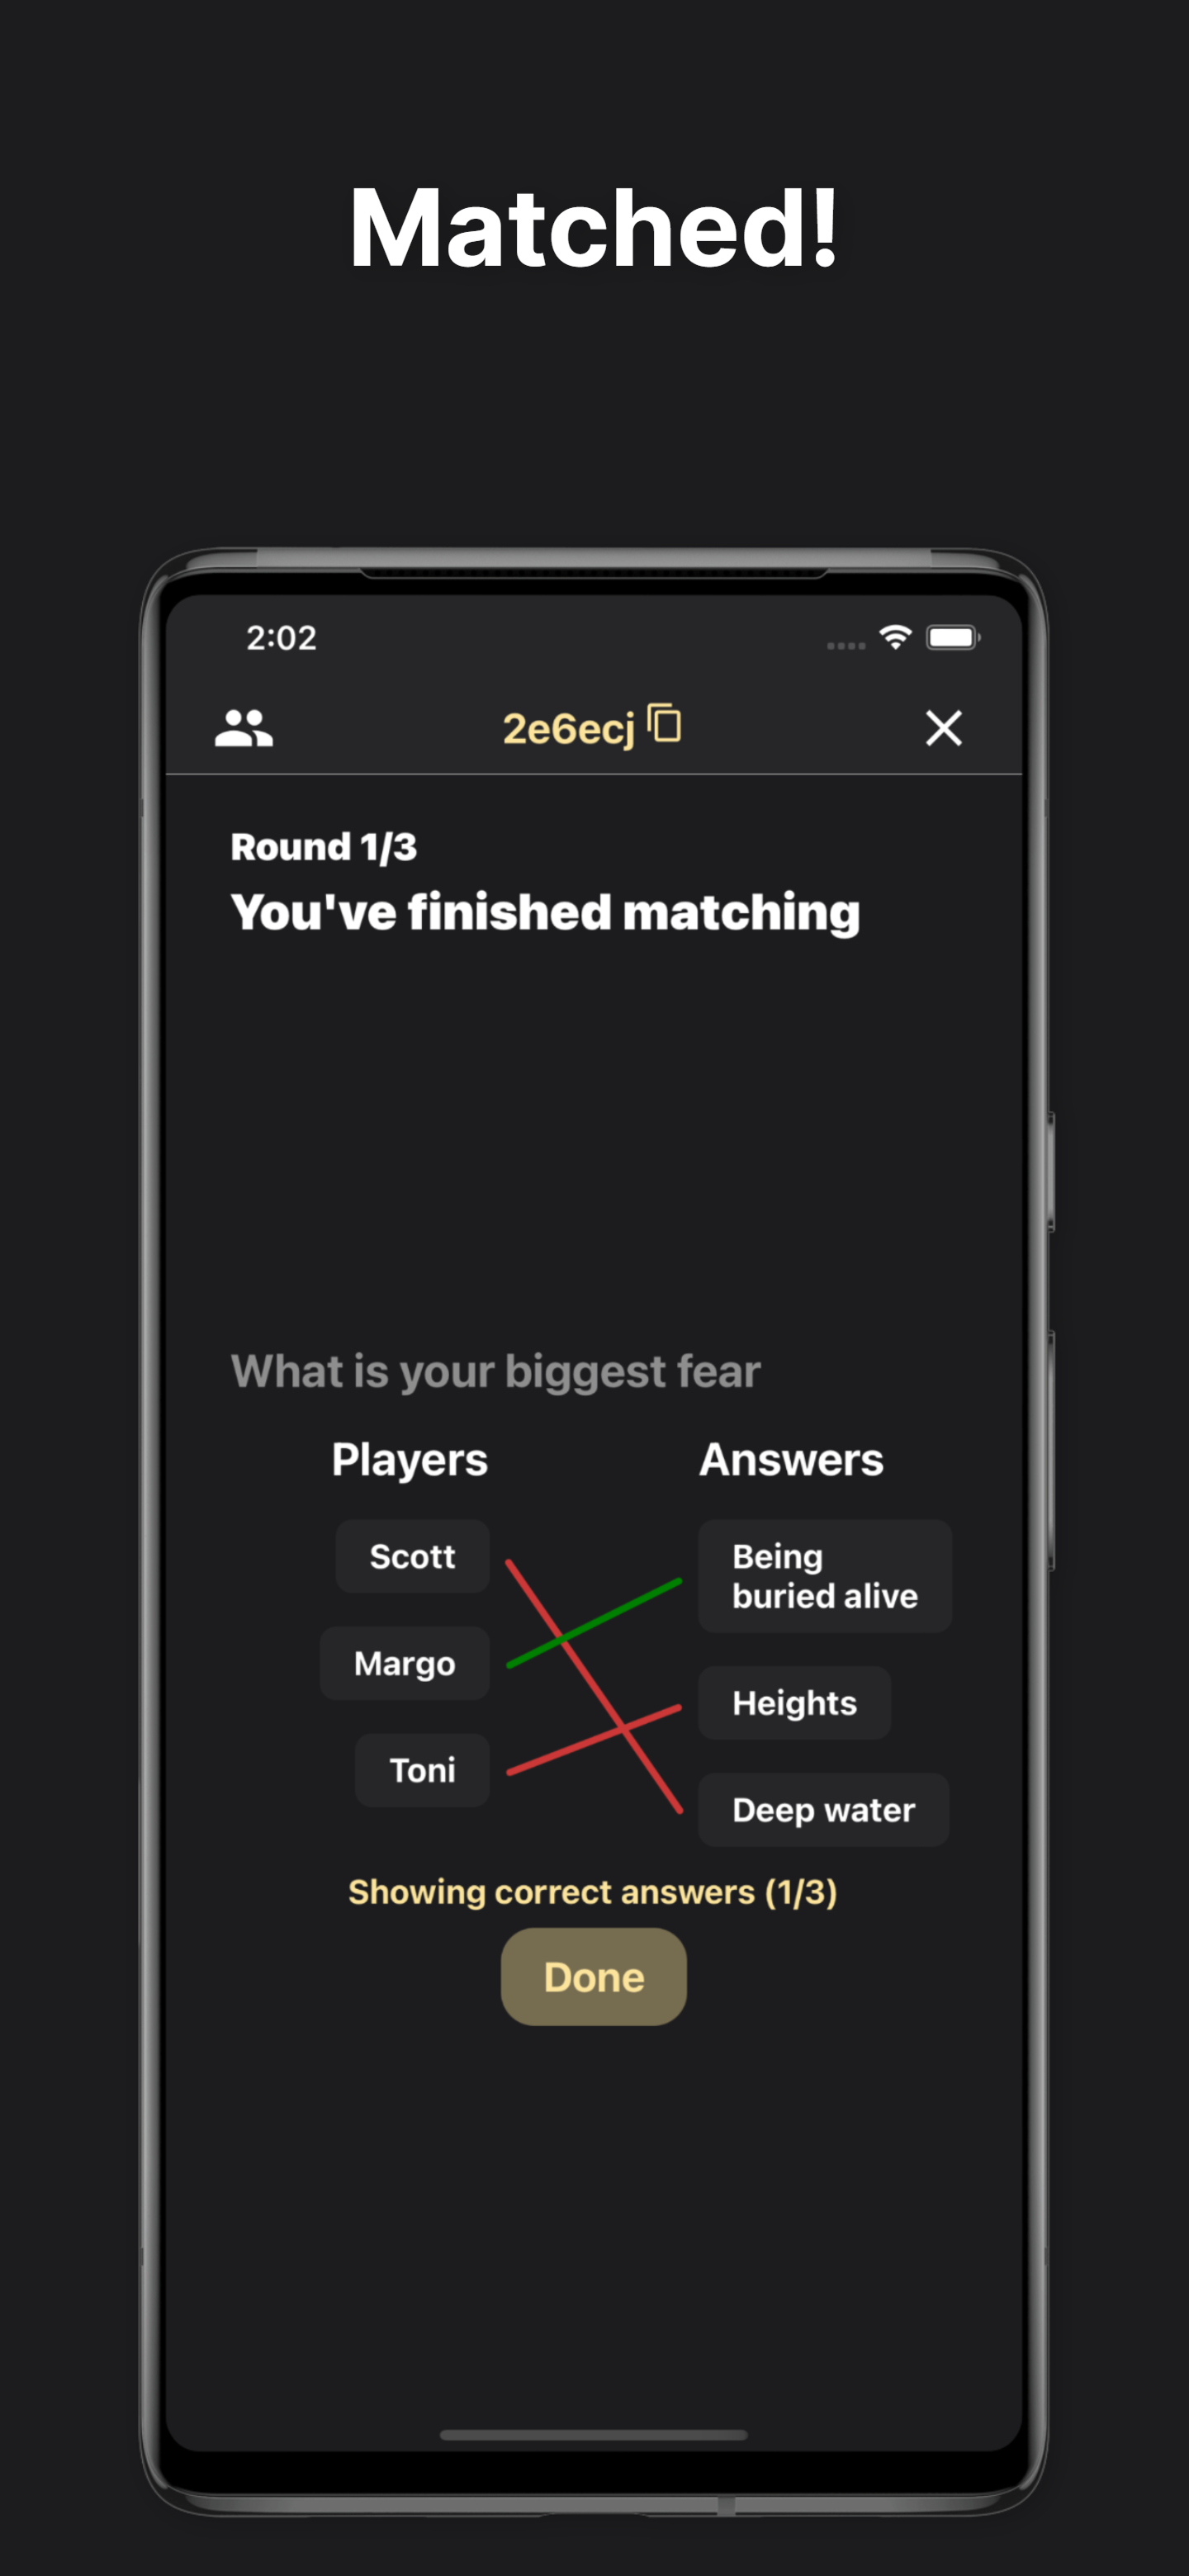 Matched!
2:02
2e6ecj
Round 1/3
You've finished matching
What is your biggest fear
Players
Answers
Scott
Being
buried alive
Margo
Heights
Toni
Deep water
Showing correct answers (1/3)
Done